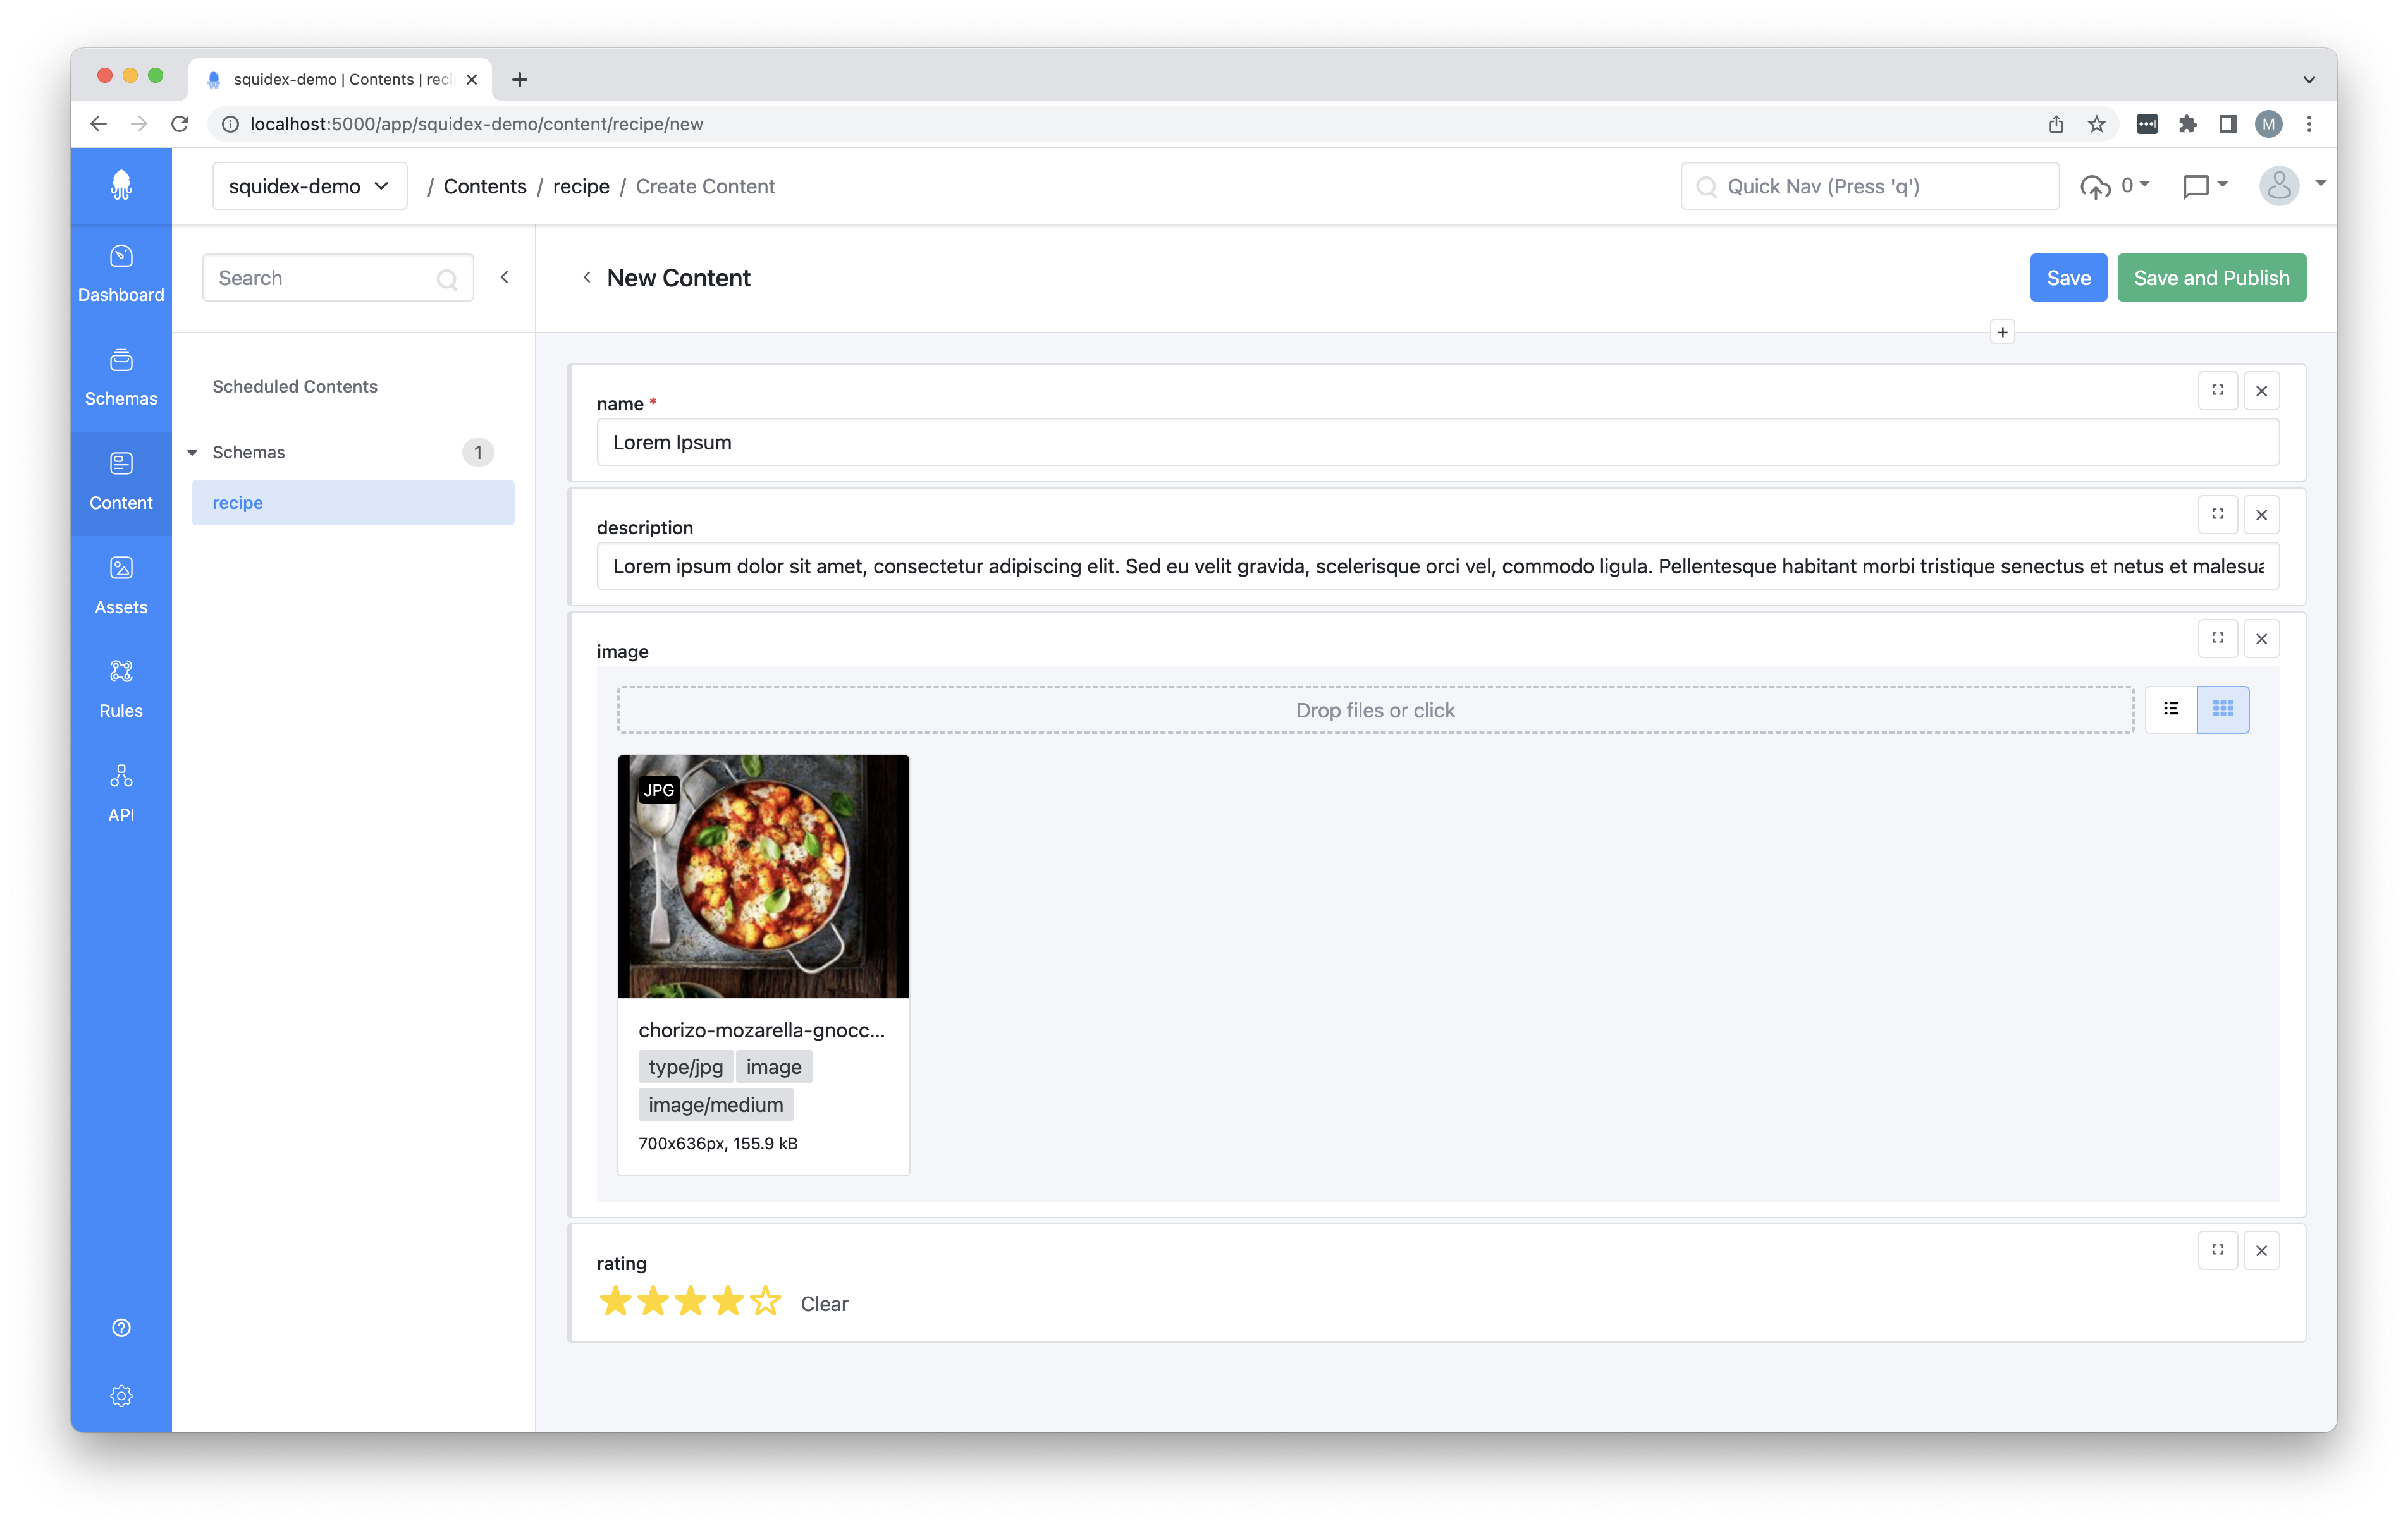 squidex-demo | Contents | reci
localhost:5000/app/squidex-demo/content/recipe/new
M
squidex-demo / Contents / recipe / Create Content
Quick Nav (Press 'q')
0
Dashboard
Schemas
Content
Assets
Rules
API
Search
Scheduled Contents
Schemas 1
recipe
New Content
Save
Save and Publish
name *
Lorem Ipsum
description
Lorem ipsum dolor sit amet, consectetur adipiscing elit. Sed eu velit gravida, scelerisque orci vel, commodo ligula. Pellentesque habitant morbi tristique senectus et netus et malesua
image
Drop files or click
JPG
chorizo-mozarella-gnocc...
type/jpg image
image/medium
700x636px, 155.9 kB
rating
Clear